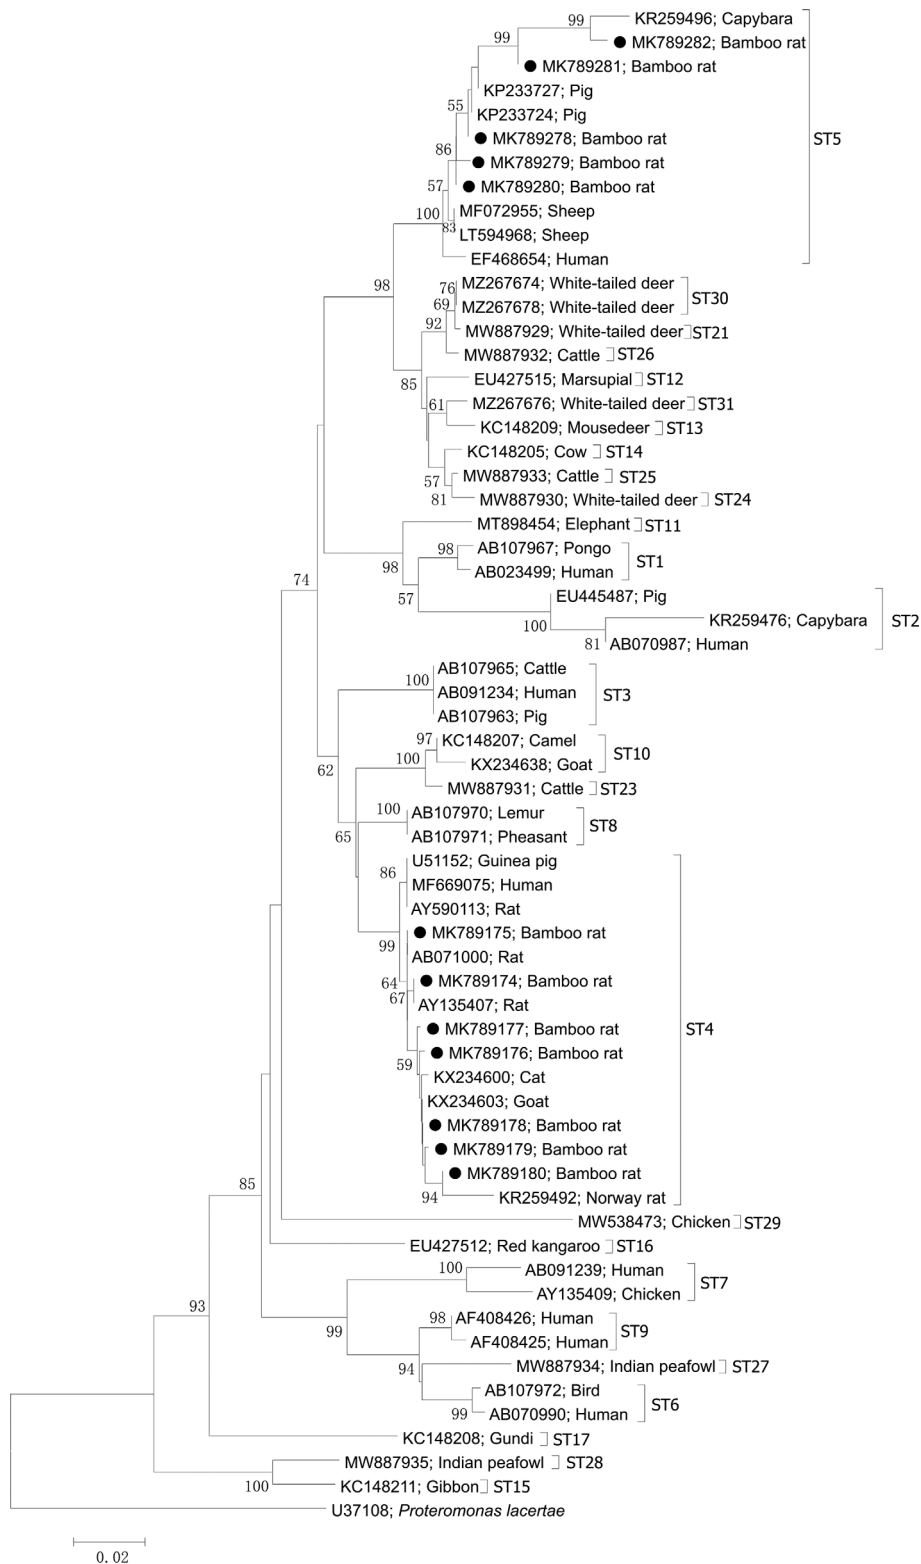 99
KR259496; Capybara
99
MK789282; Bamboo rat
MK789281; Bamboo rat
KP233727; Pig
55
KP233724; Pig
MK789278; Bamboo rat
ST5
86
MK789279; Bamboo rat
57
MK789280; Bamboo rat
100
MF072955; Sheep
83
LT594968; Sheep
EF468654; Human
98
76
MZ267674; White-tailed deer
ST30
69
MZ267678; White-tailed deer
92
MW887929; White-tailed deer
ST21
MW887932; Cattle
ST26
85
EU427515; Marsupial
ST12
61
MZ267676; White-tailed deer
ST31
KC148209; Mousedeer
ST13
KC148205; Cow
ST14
57
MW887933; Cattle
ST25
81
MW887930; White-tailed deer
ST24
MT898454; Elephant
ST11
98
98
AB107967; Pongo
ST1
AB023499; Human
74
57
EU445487; Pig
100
KR259476; Capybara
ST2
81
AB070987; Human
100
AB107965; Cattle
AB091234; Human
ST3
AB107963; Pig
62
97
KC148207; Camel
ST10
100
KX234638; Goat
MW887931; Cattle
ST23
100
AB107970; Lemur
ST8
65
AB107971; Pheasant
86
U51152; Guinea pig
MF669075; Human
AY590113; Rat
MK789175; Bamboo rat
99
AB071000; Rat
64
MK789174; Bamboo rat
67
AY135407; Rat
MK789177; Bamboo rat
ST4
59
MK789176; Bamboo rat
KX234600; Cat
KX234603; Goat
MK789178; Bamboo rat
MK789179; Bamboo rat
MK789180; Bamboo rat
94
KR259492; Norway rat
85
MW538473; Chicken
ST29
EU427512; Red kangaroo
ST16
100
AB091239; Human
ST7
AY135409; Chicken
93
99
98
AF408426; Human
ST9
AF408425; Human
94
MW887934; Indian peafowl
ST27
AB107972; Bird
ST6
99
AB070990; Human
KC148208; Gundi
ST17
MW887935; Indian peafowl
ST28
100
KC148211; Gibbon
ST15
U37108; Proteromonas lacertae
0.02